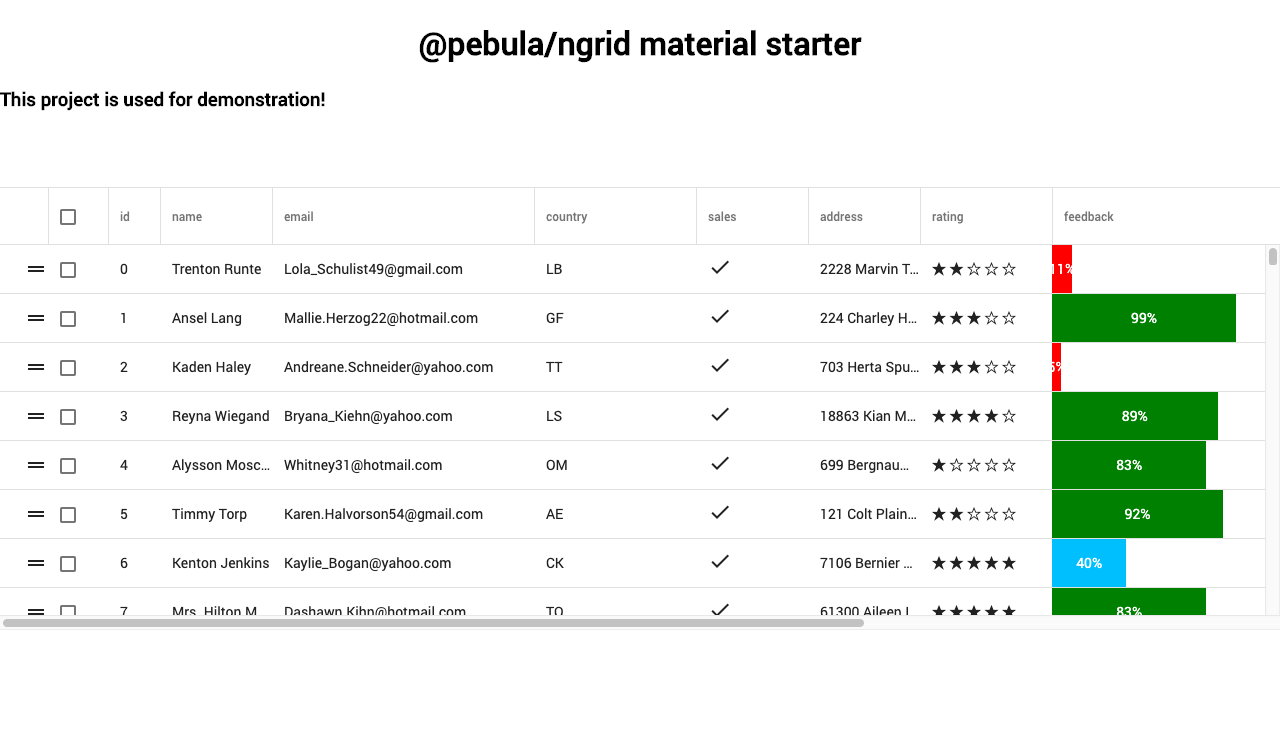 @pebula/ngrid material starter
This project is used for demonstration!
id name email country sales address rating feedback
0 Trenton Runte Lola_Schulist49@gmail.com LB 2228 Marvin T... 11%
1 Ansel Lang Mallie.Herzog22@hotmail.com GF 224 Charley H... 99%
2 Kaden Haley Andreane.Schneider@yahoo.com TT 703 Herta Spu... 5%
3 Reyna Wiegand Bryana_Kiehn@yahoo.com LS 18863 Kian M... 89%
4 Alysson Mosc... Whitney31@hotmail.com OM 699 Bergnau... 83%
5 Timmy Torp Karen.Halvorson54@gmail.com AE 121 Colt Plain... 92%
6 Kenton Jenkins Kaylie_Bogan@yahoo.com CK 7106 Bernier ... 40%
7 Mrs. Hilton M Dashawn.Kihn@hotmail.com TO 61300 Aileen 83%